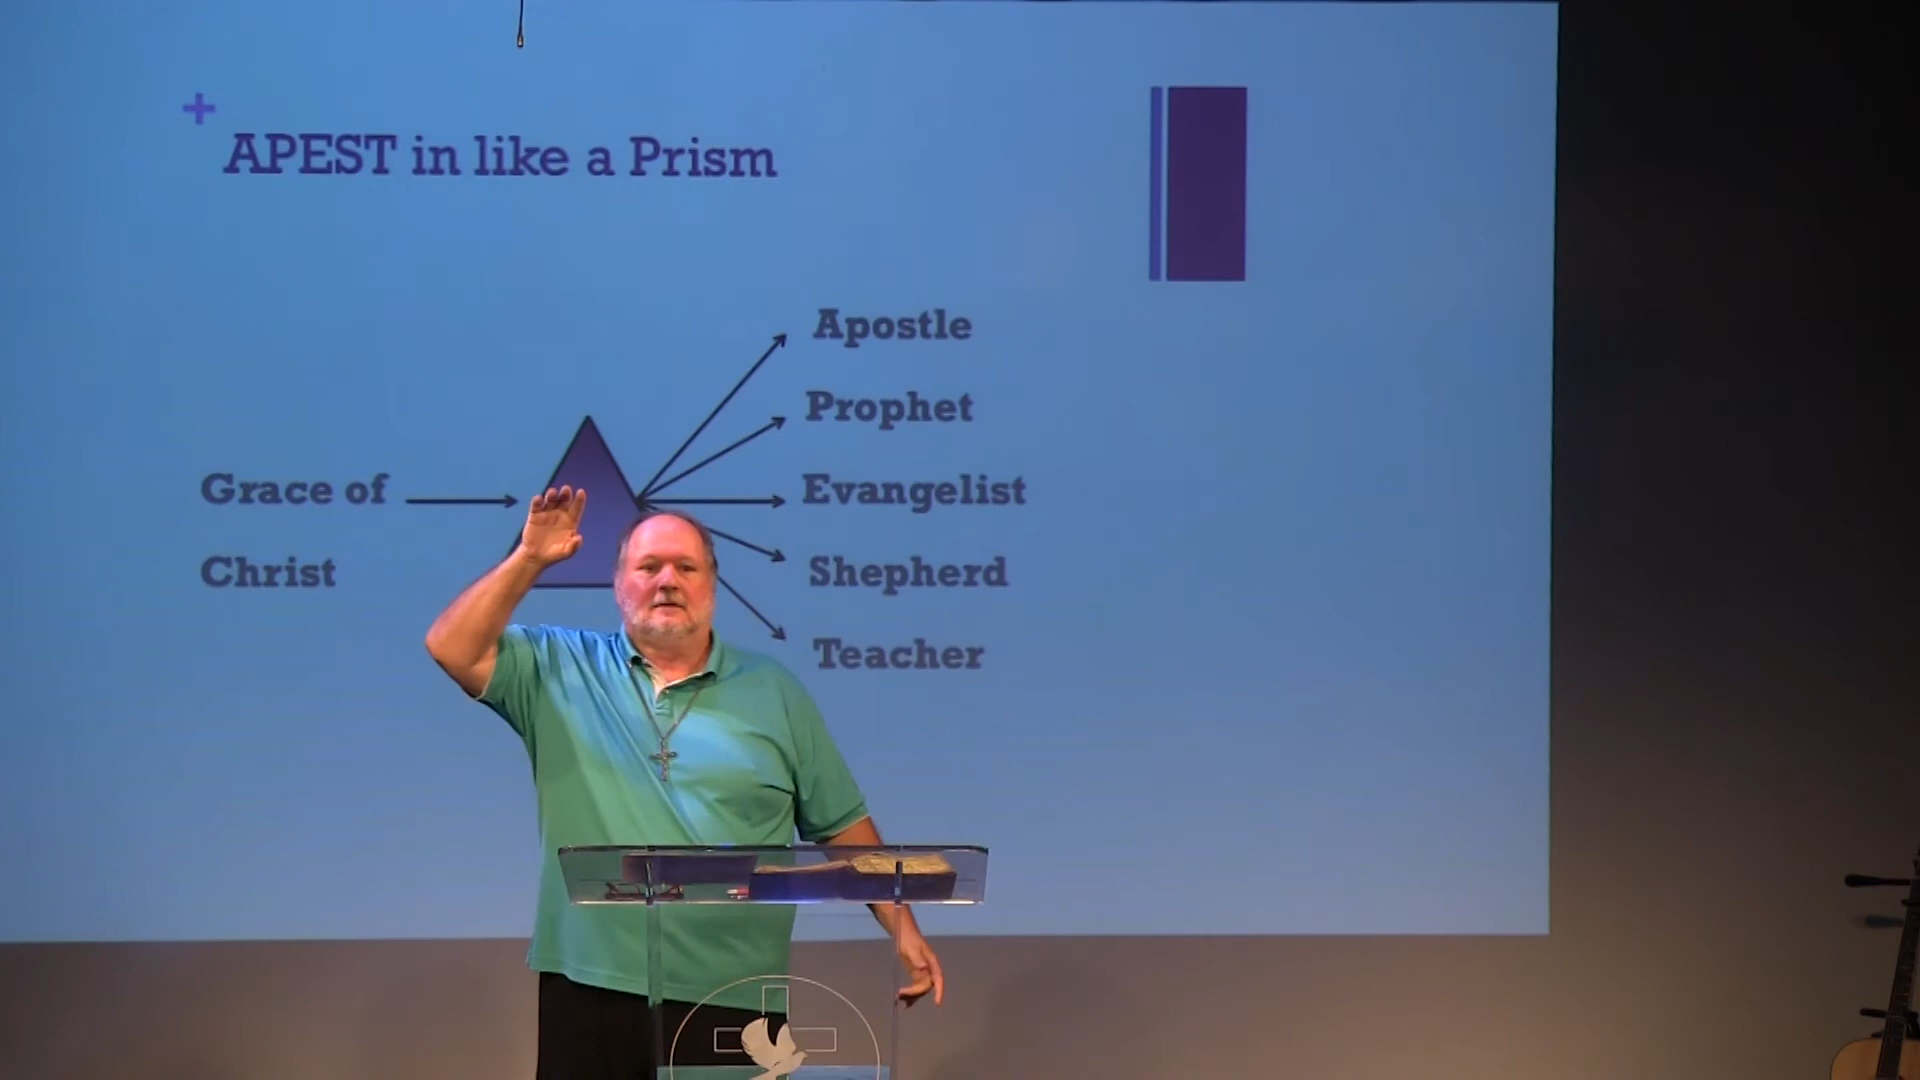 +
APEST in like a Prism
Apostle
Prophet
Grace of
Evangelist
Christ
Shepherd
Teacher